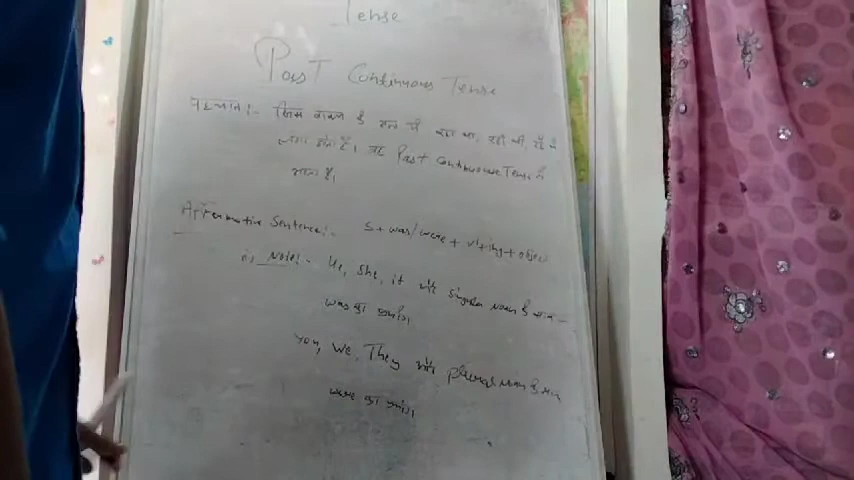 Tense
Past Continuous Tense
पहचान:- जिस वाक्य के अन्त में रहा था, रही थी, रहे थे
लगा होता है। वह Past Continuous Tense में
आता है।
Affirmative Sentence:- S + was/were + v1+ing + object
Note:- He, She, it और singular noun के साथ
was का प्रयोग
You, We, They और plural noun के साथ
were का प्रयोग